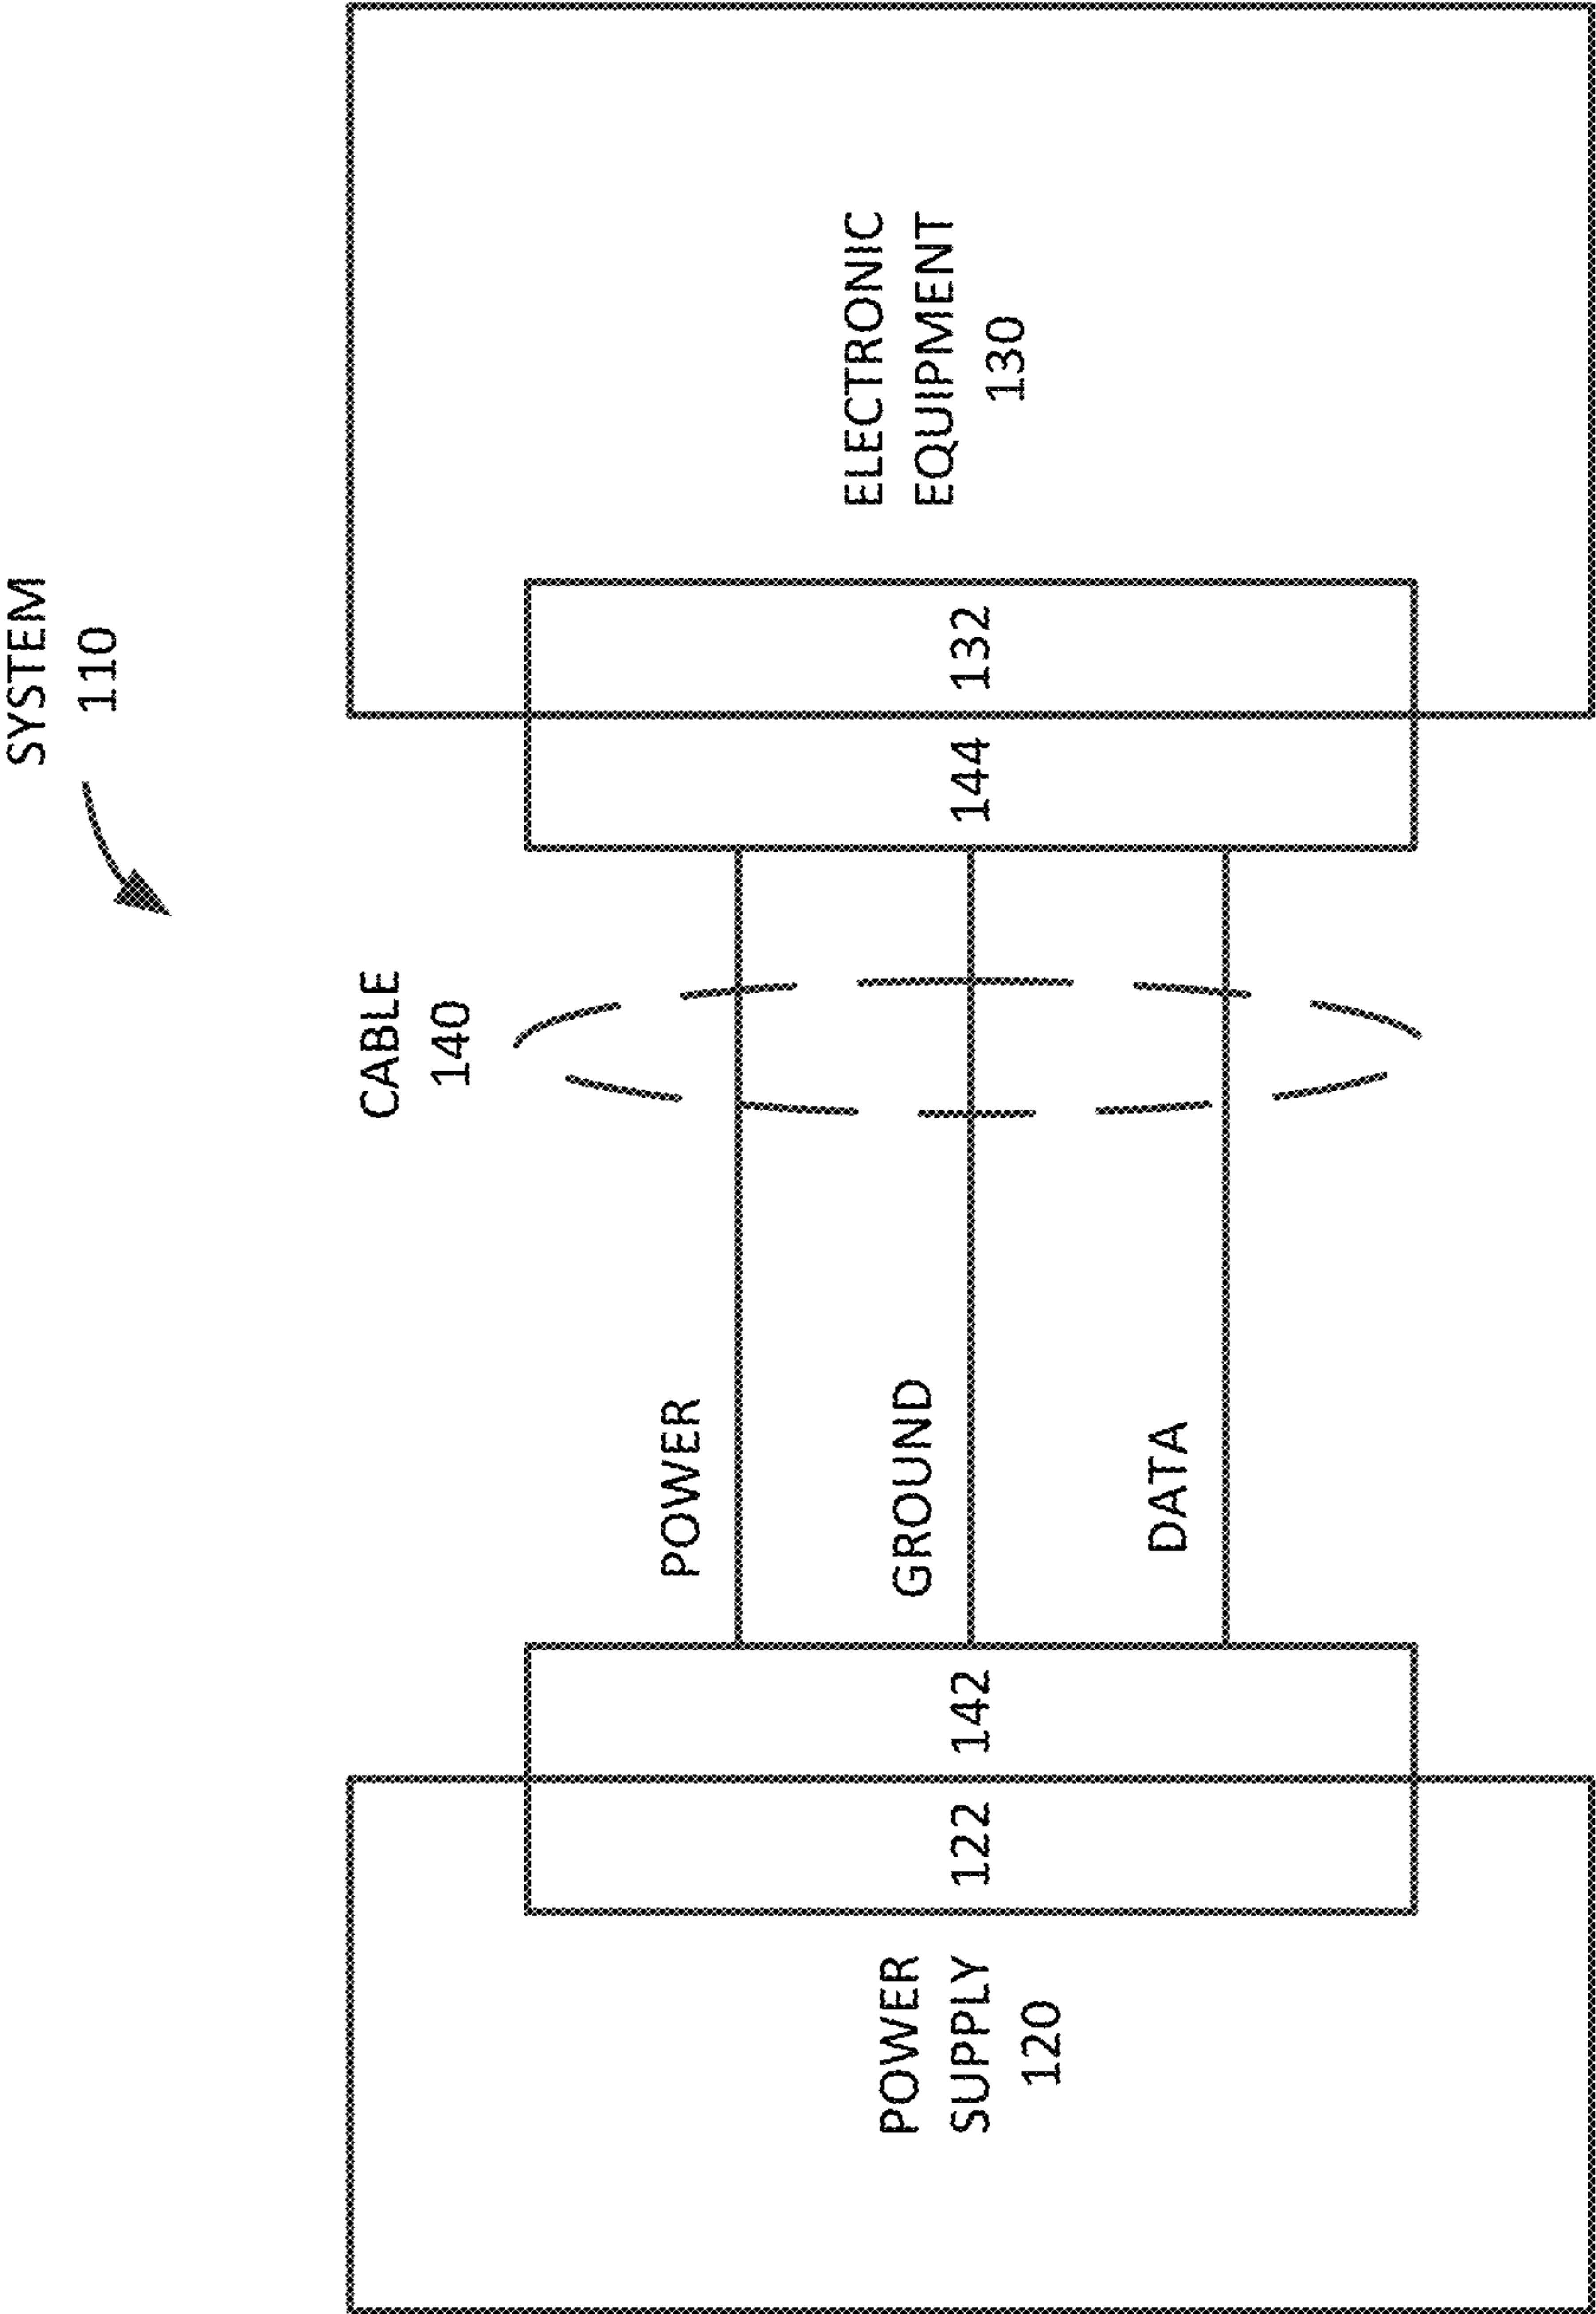 SYSTEM
110
CABLE
140
POWER
SUPPLY
120
122
142
POWER
GROUND
DATA
144
132
ELECTRONIC
EQUIPMENT
130